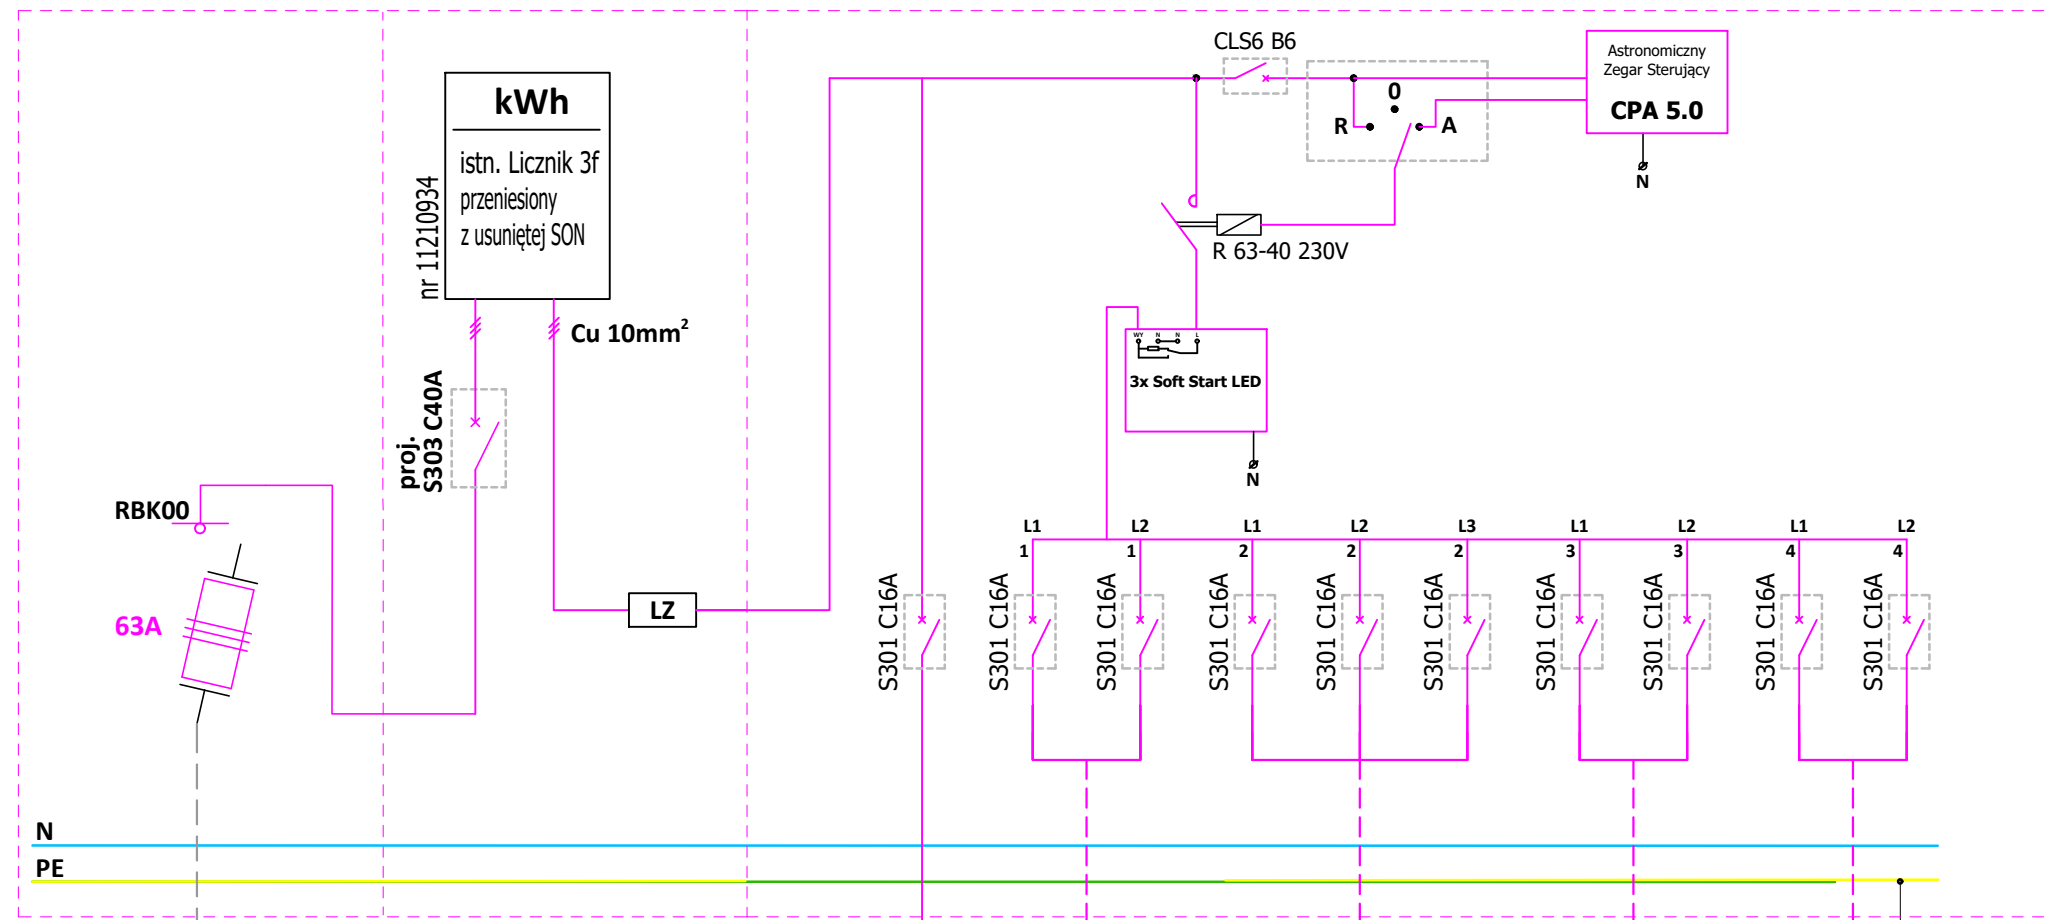 CLS6 B6
Astronomiczny
Zegar Sterujący
CPA 5.0
N
0
R
A
kWh
istn. Licznik 3f
przeniesiony
z usuniętej SON
nr 11210934
R 63-40 230V
Cu 10mm²
WY N N L
3x Soft Start LED
N
proj.
S303 C40A
RBK00
63A
LZ
L1 L2 L1 L2 L3 L1 L2 L1 L2
1 1 2 2 2 3 3 4 4
S301 C16A
S301 C16A
S301 C16A
S301 C16A
S301 C16A
S301 C16A
S301 C16A
S301 C16A
S301 C16A
S301 C16A
N
PE